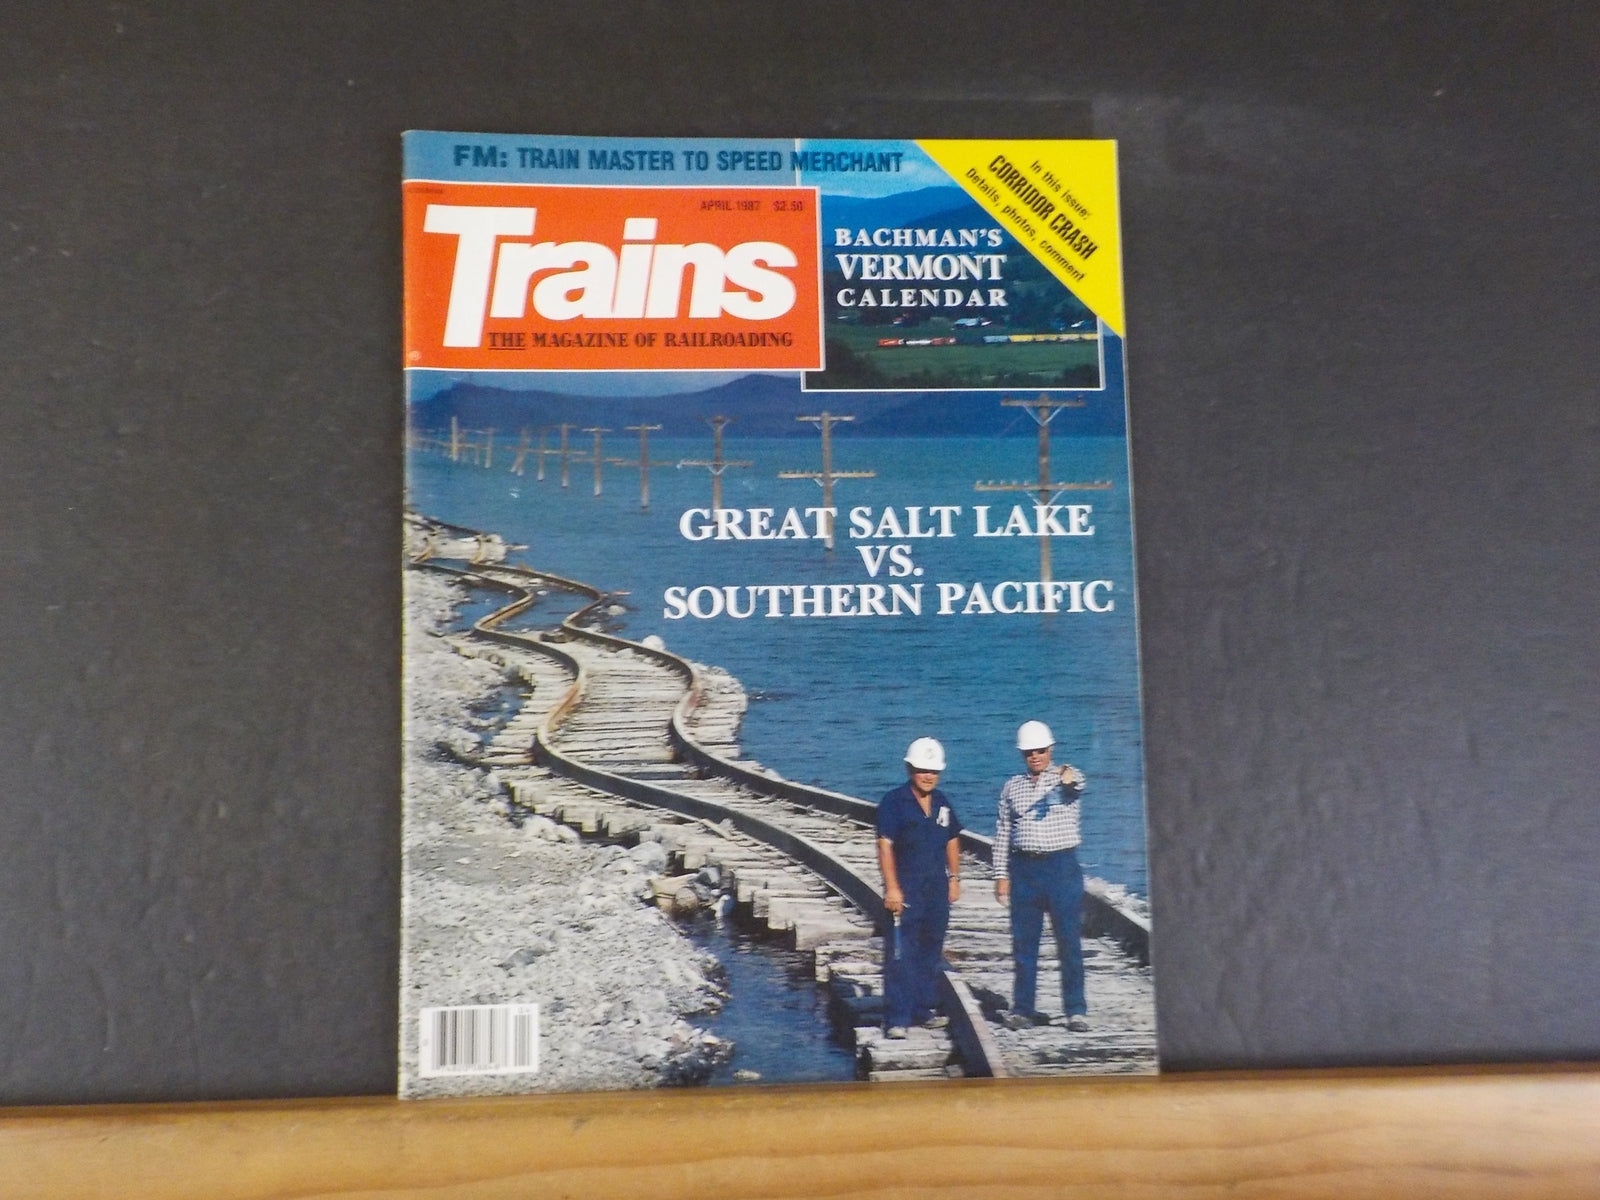 FM: TRAIN MASTER TO SPEED MERCHANT
In this issue:
CORRIDOR CRASH
Details, photos, comment
APRIL 1987 $2.50
Trains
THE MAGAZINE OF RAILROADING
BACHMAN'S
VERMONT
CALENDAR
GREAT SALT LAKE
VS.
SOUTHERN PACIFIC